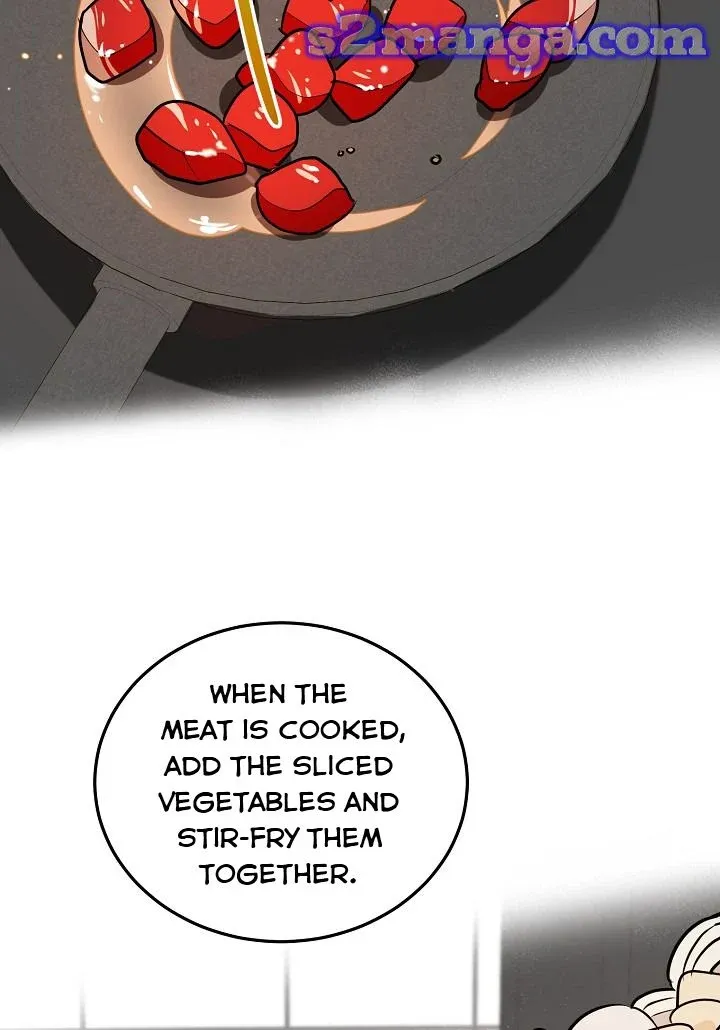 s2manga.com
WHEN THE
MEAT IS COOKED,
ADD THE SLICED
VEGETABLES AND
STIR-FRY THEM
TOGETHER.